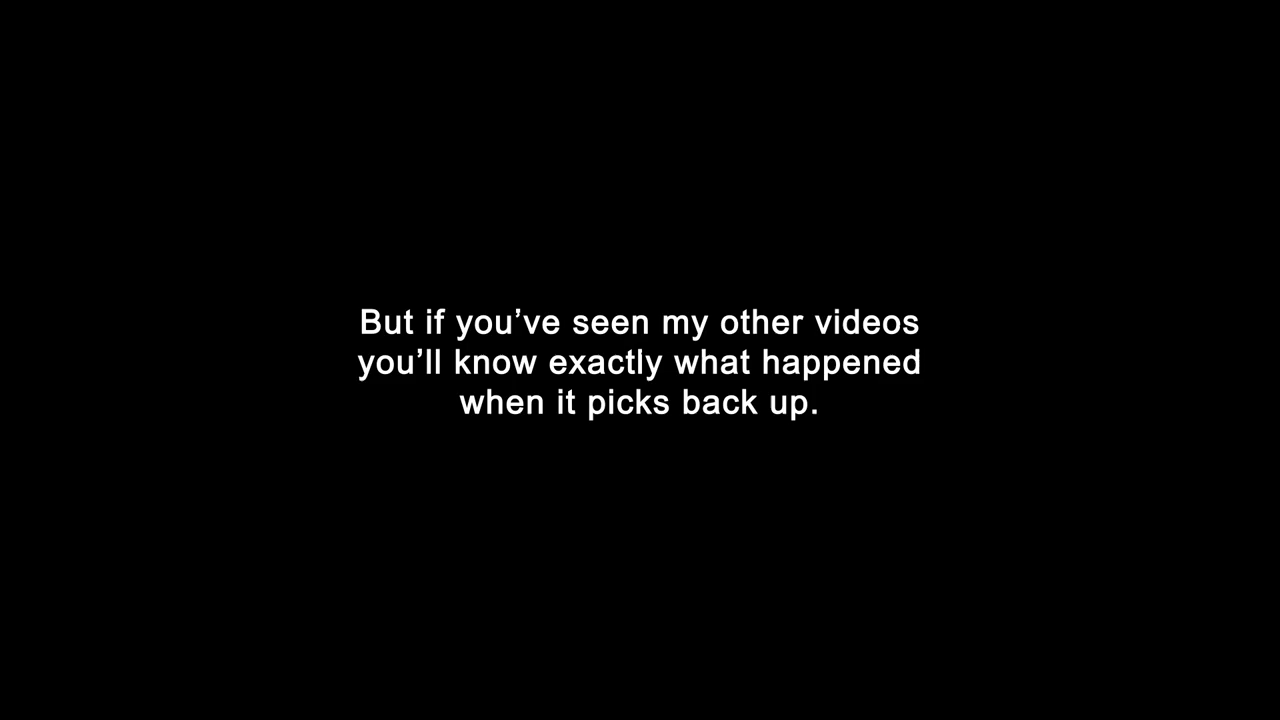 But if you’ve seen my other videos
you’ll know exactly what happened
when it picks back up.